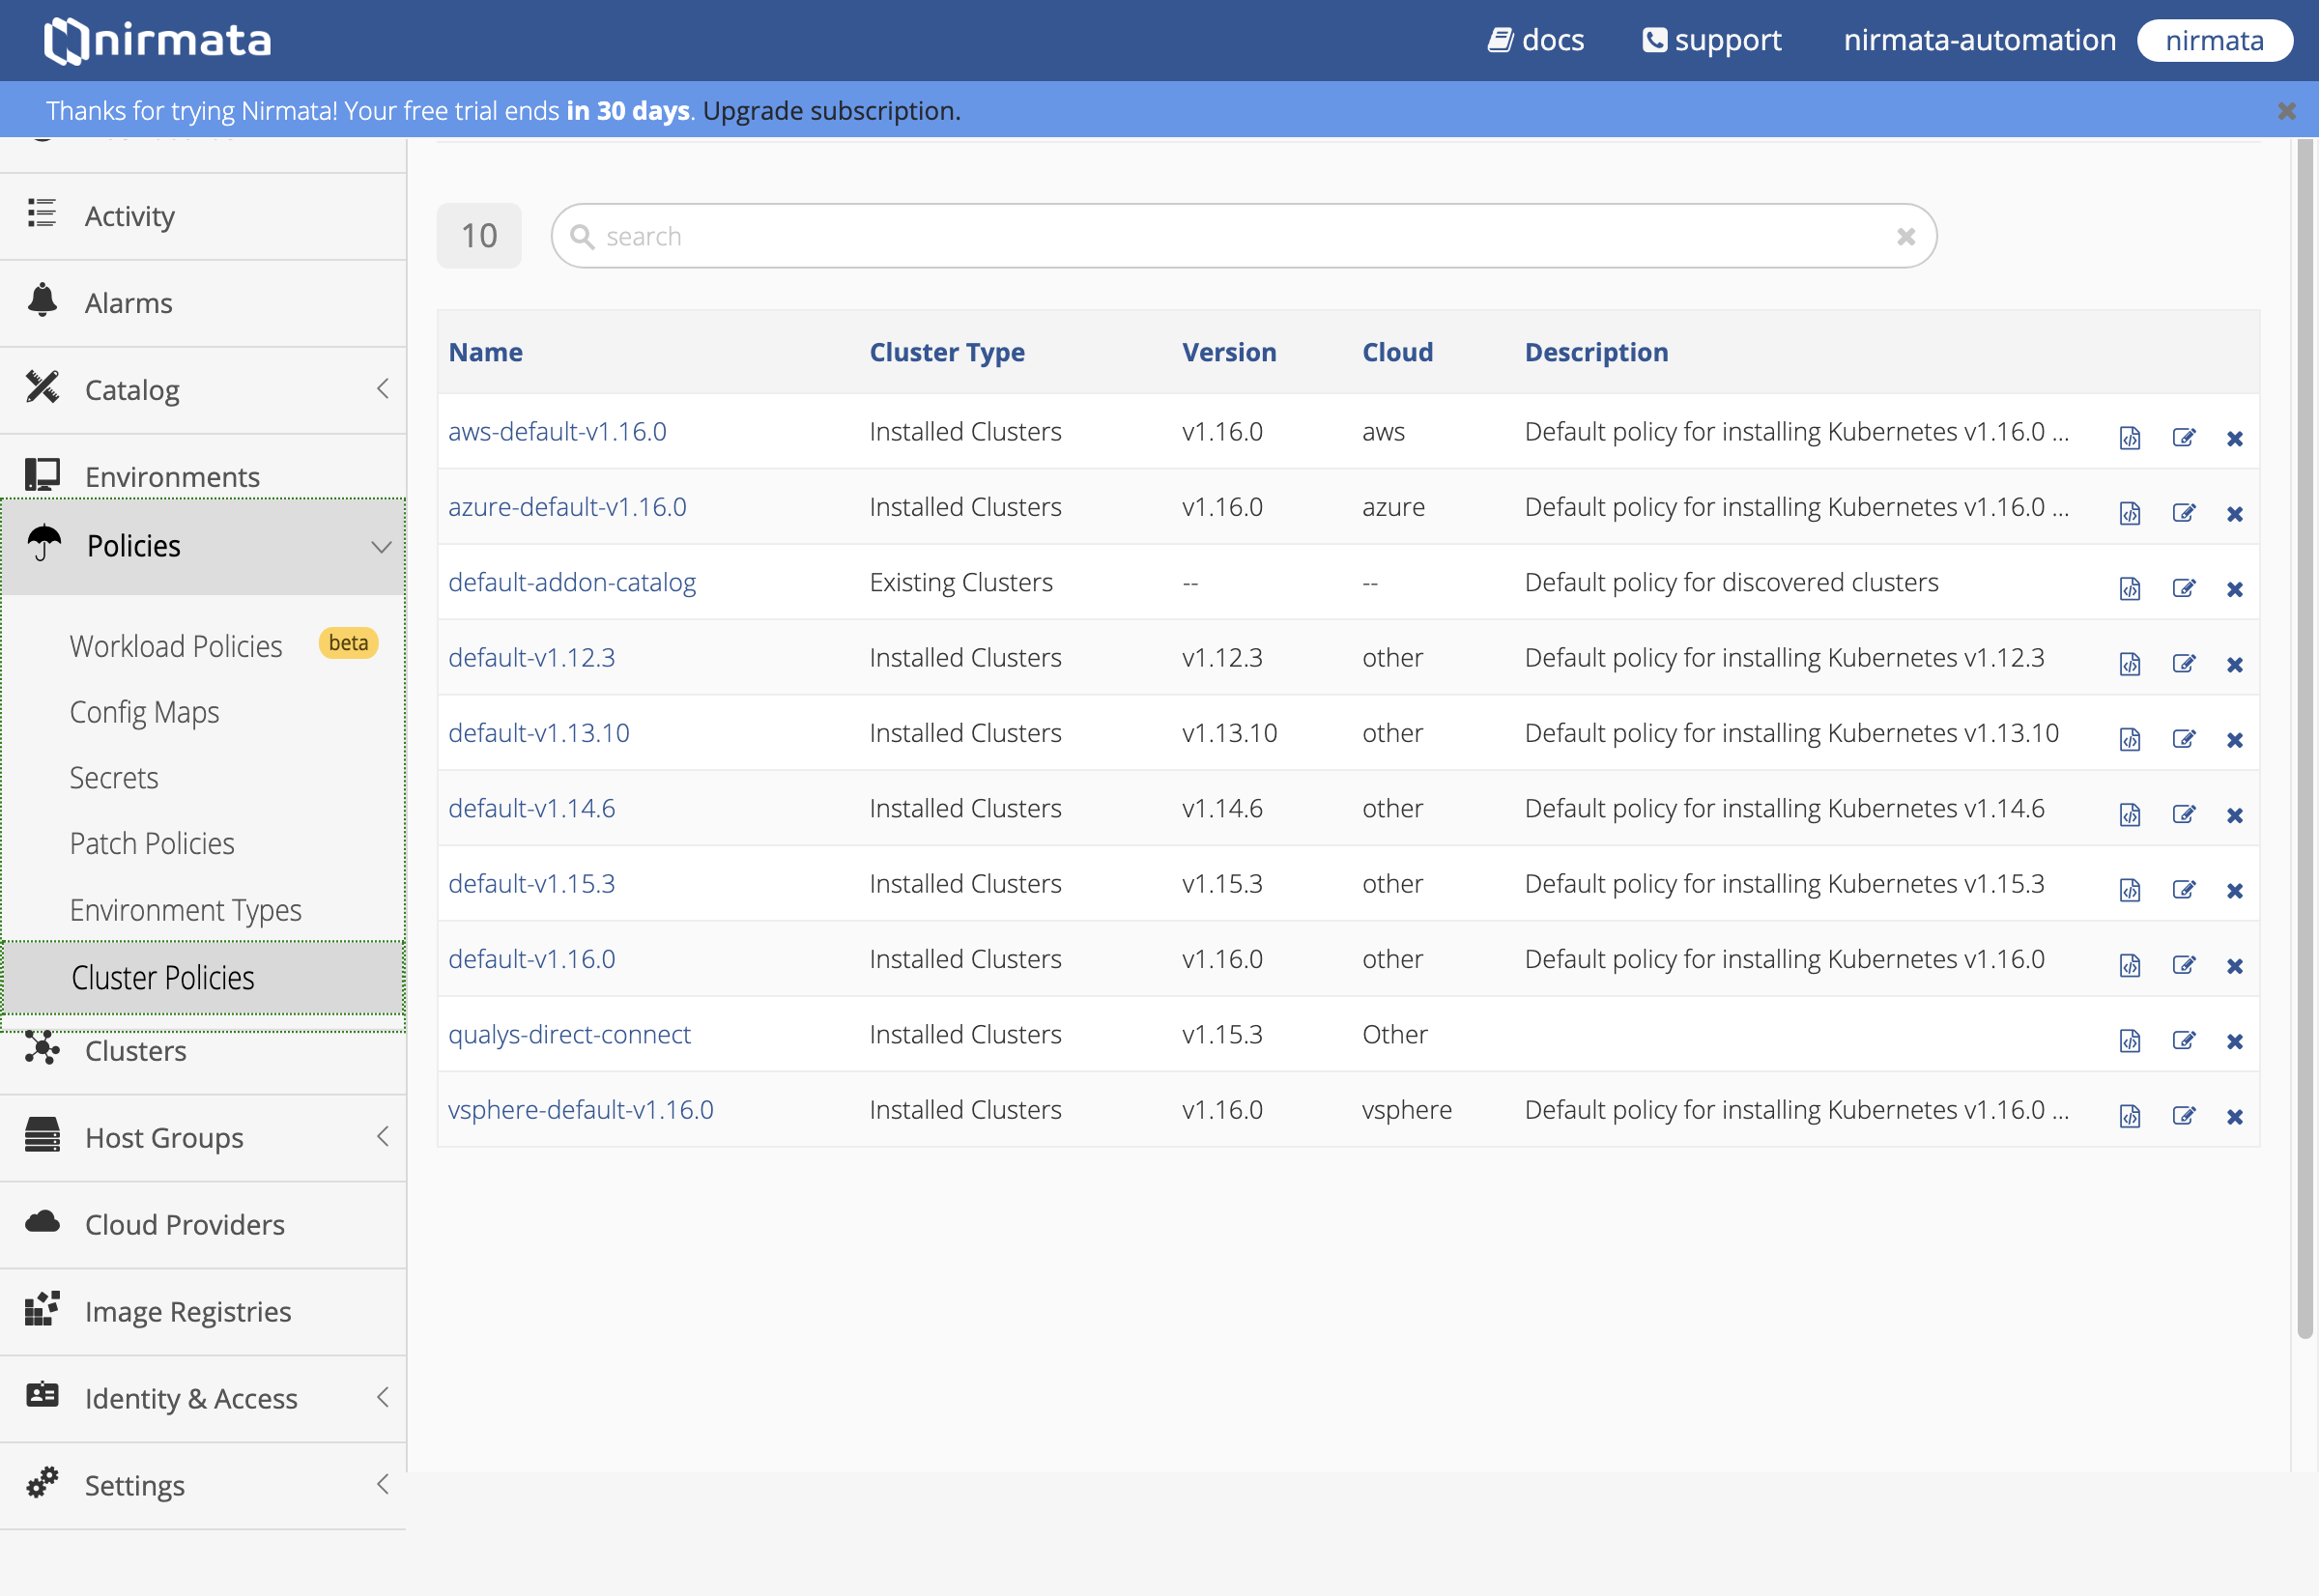 nirmata
docs support nirmata-automation nirmata
Thanks for trying Nirmata! Your free trial ends in 30 days. Upgrade subscription.
Activity
Alarms
Catalog
Environments
Policies
Workload Policies beta
Config Maps
Secrets
Patch Policies
Environment Types
Cluster Policies
Clusters
Host Groups
Cloud Providers
Image Registries
Identity & Access
Settings
10 search
Name Cluster Type Version Cloud Description
aws-default-v1.16.0 Installed Clusters v1.16.0 aws Default policy for installing Kubernetes v1.16.0 ...
azure-default-v1.16.0 Installed Clusters v1.16.0 azure Default policy for installing Kubernetes v1.16.0 ...
default-addon-catalog Existing Clusters -- -- Default policy for discovered clusters
default-v1.12.3 Installed Clusters v1.12.3 other Default policy for installing Kubernetes v1.12.3
default-v1.13.10 Installed Clusters v1.13.10 other Default policy for installing Kubernetes v1.13.10
default-v1.14.6 Installed Clusters v1.14.6 other Default policy for installing Kubernetes v1.14.6
default-v1.15.3 Installed Clusters v1.15.3 other Default policy for installing Kubernetes v1.15.3
default-v1.16.0 Installed Clusters v1.16.0 other Default policy for installing Kubernetes v1.16.0
qualys-direct-connect Installed Clusters v1.15.3 Other
vsphere-default-v1.16.0 Installed Clusters v1.16.0 vsphere Default policy for installing Kubernetes v1.16.0 ...